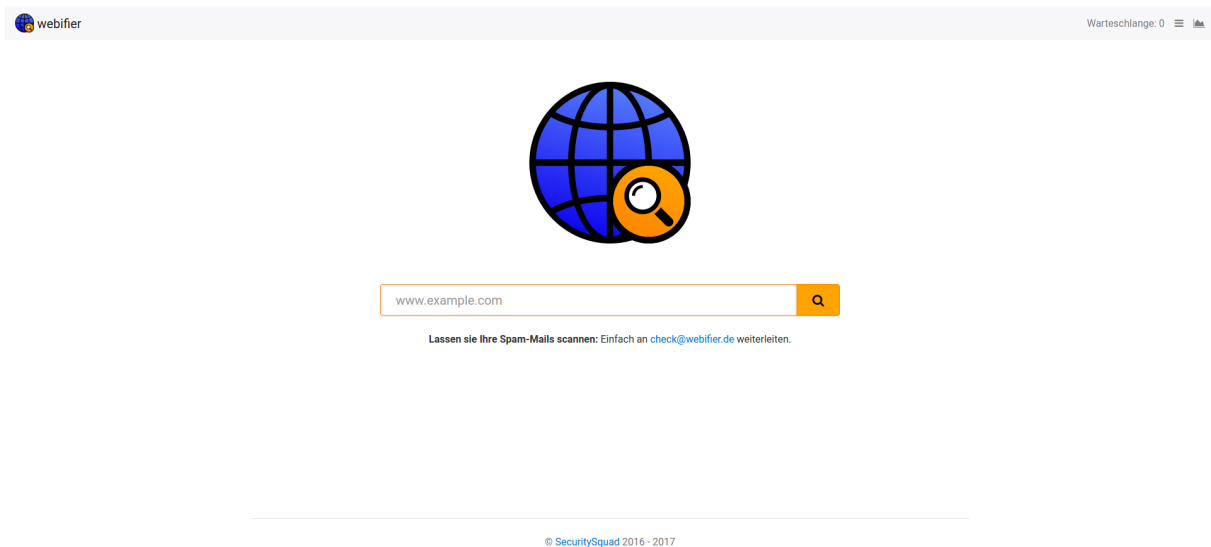 webifier
Warteschlange: 0
www.example.com
Lassen sie Ihre Spam-Mails scannen: Einfach an check@webifier.de weiterleiten.
© SecuritySquad 2016 - 2017